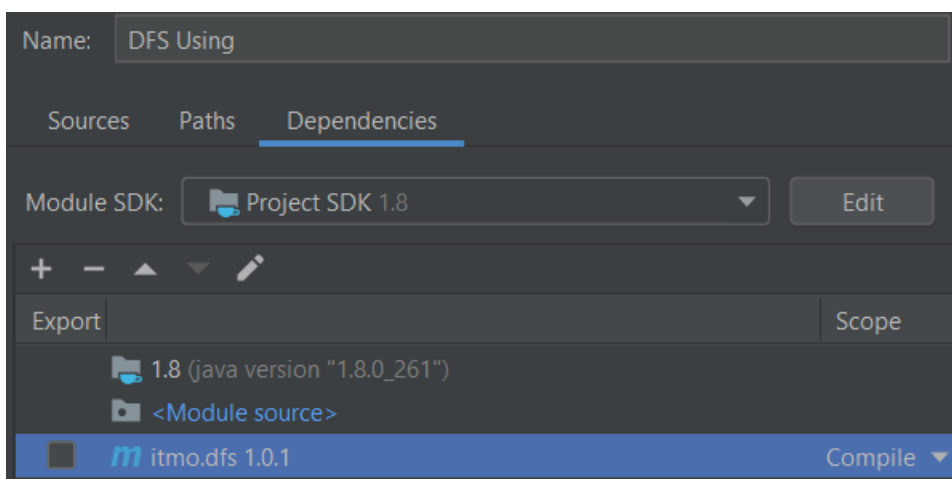 Name: DFS Using
Sources Paths Dependencies
Module SDK: Project SDK 1.8 Edit
Export Scope
1.8 (java version "1.8.0_261")
<Module source>
m itmo.dfs 1.0.1 Compile